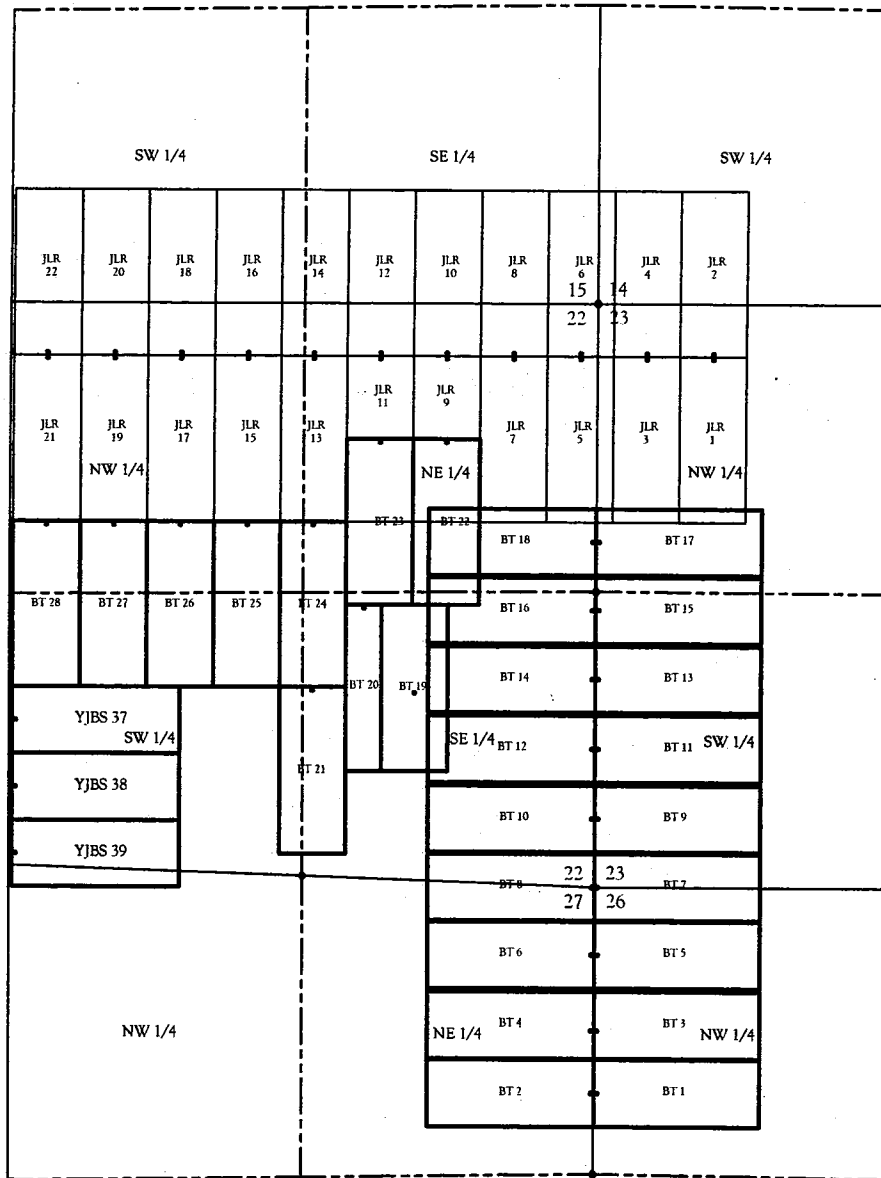 SW 1/4 SE 1/4 SW 1/4
JLR JLR JLR JLR JLR JLR JLR JLR JLR JLR JLR
22 20 18 16 14 12 10 8 6 4 2
15 14
22 23
JLR JLR
11 9
JLR JLR JLR JLR JLR JLR JLR JLR JLR
21 19 17 15 13 7 5 3 1
NW 1/4 NE 1/4 NW 1/4
BT 23 BT 22
BT 18 BT 17
BT 28 BT 27 BT 26 BT 25 BT 24 BT 16 BT 15
BT 20 BT 19 BT 14 BT 13
YJBS 37
SW 1/4 SE 1/4 SW 1/4
BT 12 BT 11
BT 21
YJBS 38
BT 10 BT 9
YJBS 39
22 23
BT 8 BT 7
27 26
BT 6 BT 5
BT 4 BT 3
NW 1/4 NE 1/4 NW 1/4
BT 2 BT 1